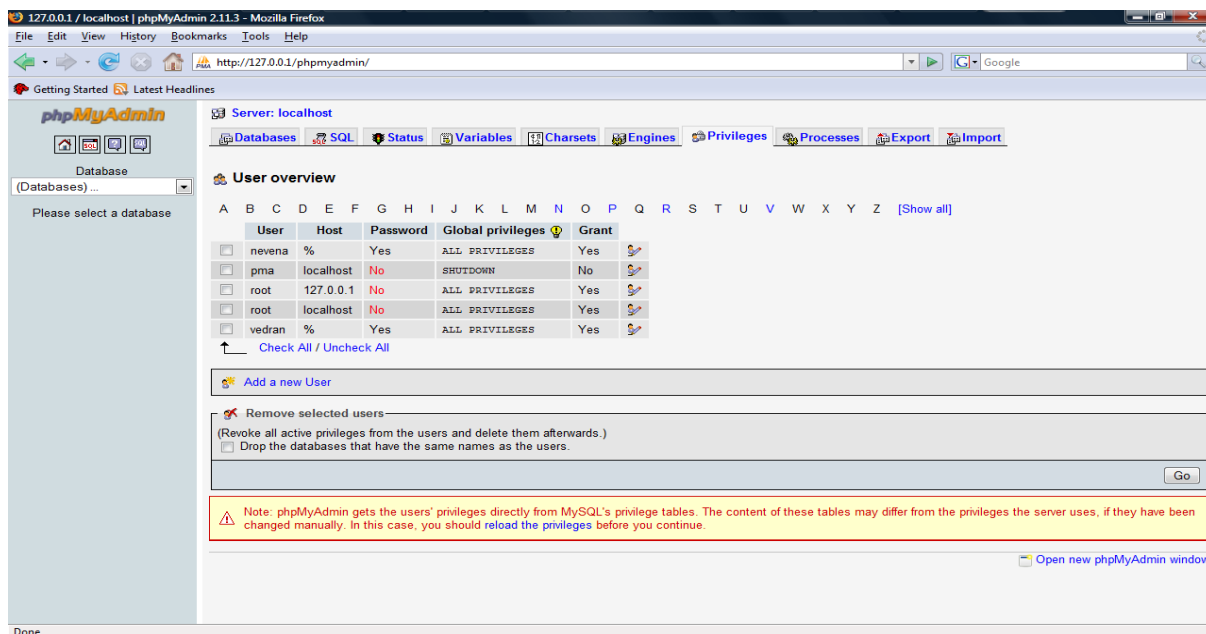 127.0.0.1 / localhost | phpMyAdmin 2.11.3 - Mozilla Firefox
File Edit View History Bookmarks Tools Help
PMA http://127.0.0.1/phpmyadmin/ G Google
Getting Started Latest Headlines
phpMyAdmin
SQL
Database
(Databases) ...
Please select a database
Server: localhost
Databases SQL Status Variables Charsets Engines Privileges Processes Export Import
User overview
A B C D E F G H I J K L M N O P Q R S T U V W X Y Z [Show all]
User Host Password Global privileges Grant
nevena % Yes ALL PRIVILEGES Yes
pma localhost No SHUTDOWN No
root 127.0.0.1 No ALL PRIVILEGES Yes
root localhost No ALL PRIVILEGES Yes
vedran % Yes ALL PRIVILEGES Yes
Check All / Uncheck All
Add a new User
Remove selected users
(Revoke all active privileges from the users and delete them afterwards.)
Drop the databases that have the same names as the users.
Go
Note: phpMyAdmin gets the users' privileges directly from MySQL's privilege tables. The content of these tables may differ from the privileges the server uses, if they have been
changed manually. In this case, you should reload the privileges before you continue.
Open new phpMyAdmin window
Done